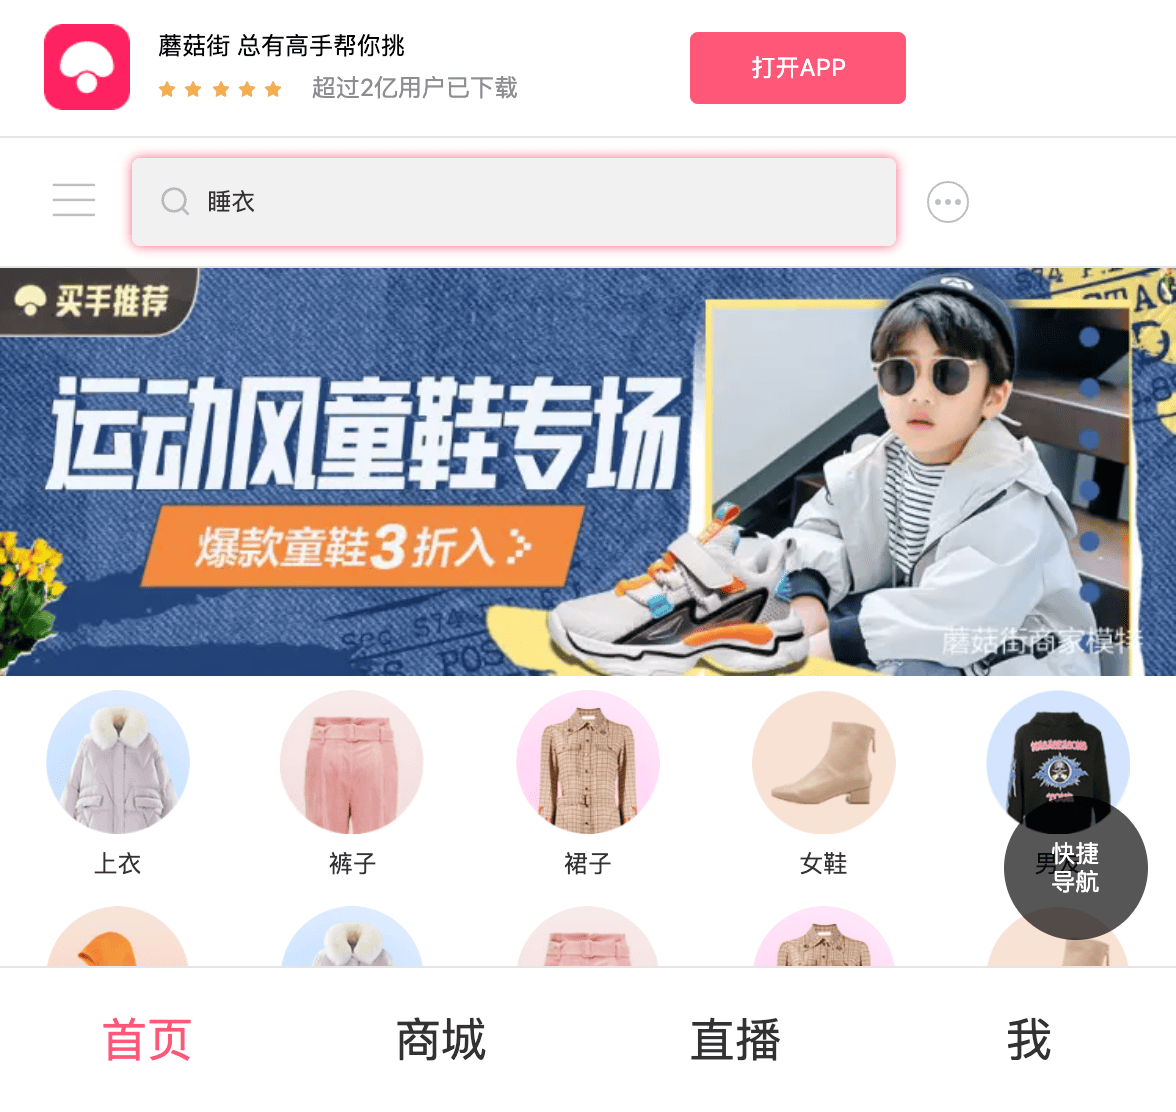 蘑菇街 总有高手帮你挑
超过2亿用户已下载
打开APP
睡衣
买手推荐
运动风童鞋专场
爆款童鞋3折入
蘑菇街商家模特
上衣
裤子
裙子
女鞋
快捷
导航
首页
商城
直播
我